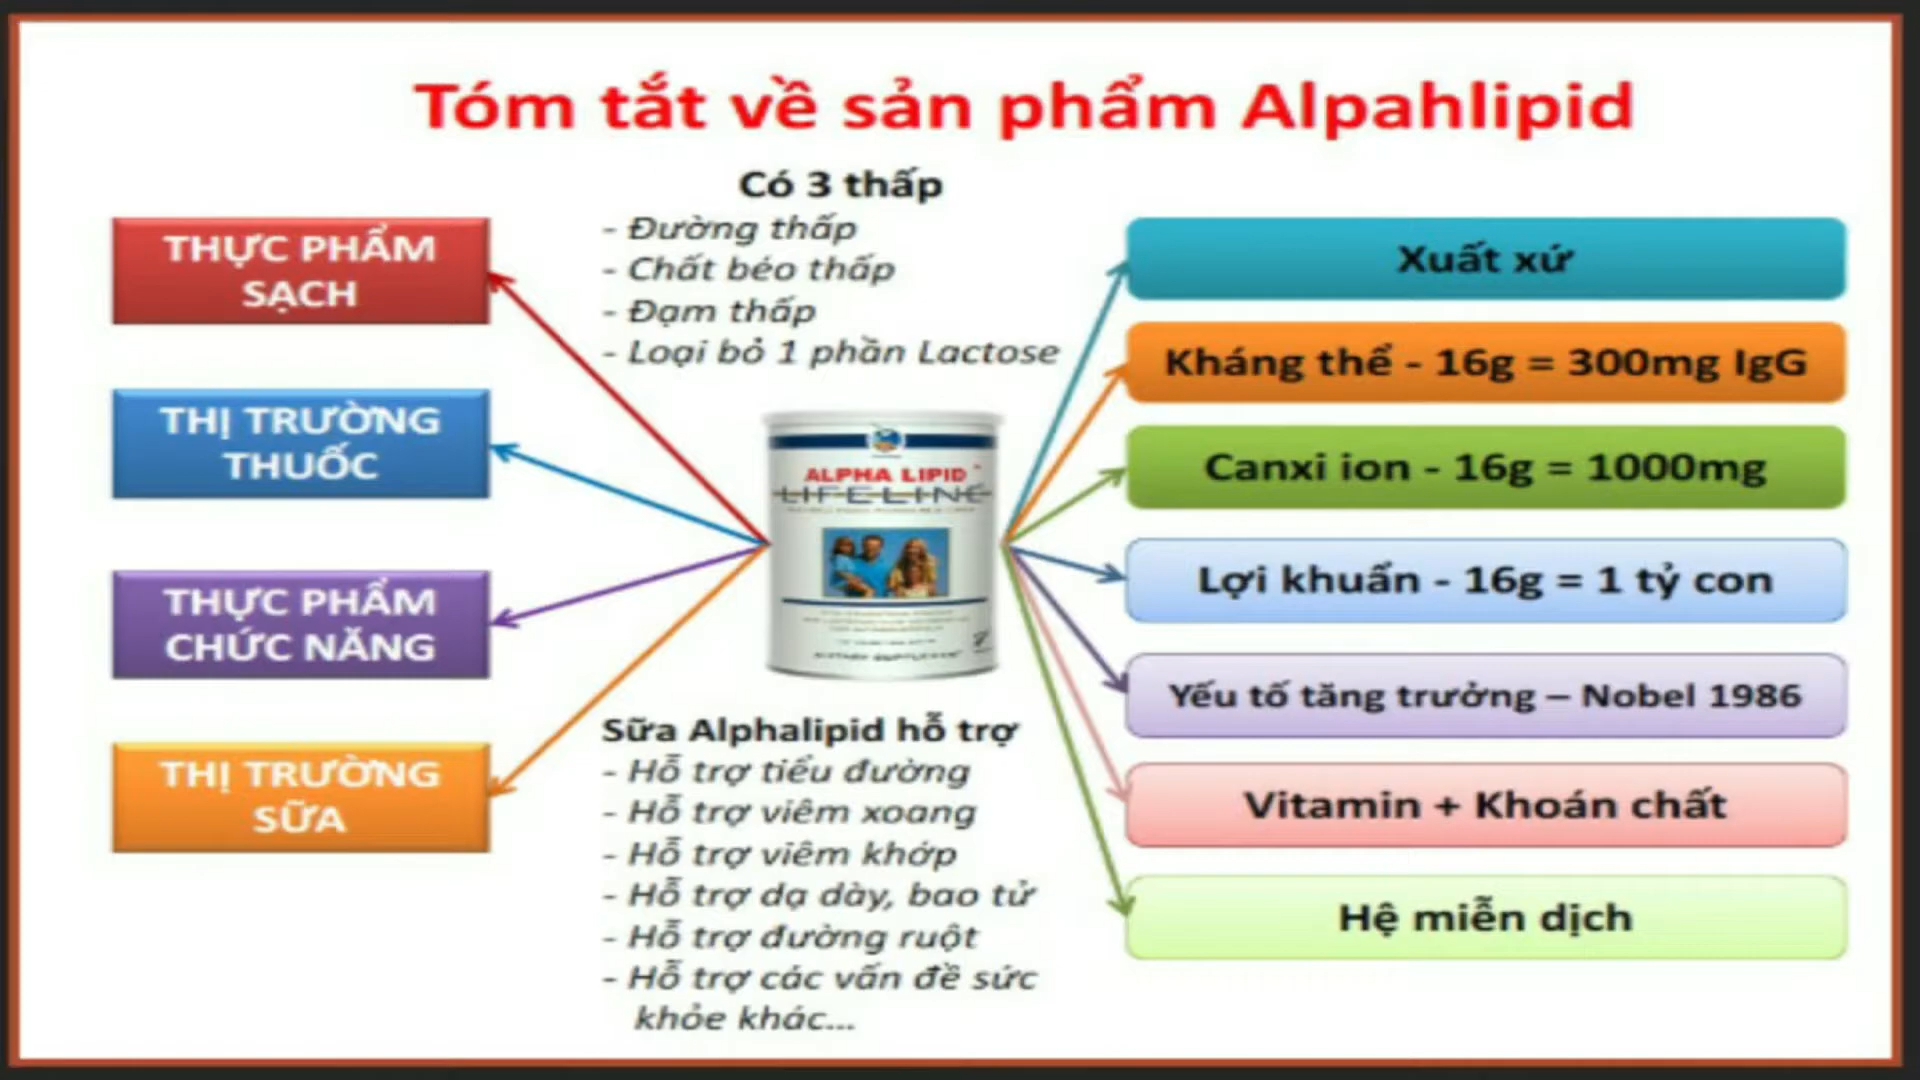 Tóm tắt về sản phẩm Alpahlipid
THỰC PHẨM
SẠCH
THỊ TRƯỜNG
THUỐC
THỰC PHẨM
CHỨC NĂNG
THỊ TRƯỜNG
SỮA
Có 3 thấp
- Đường thấp
- Chất béo thấp
- Đạm thấp
- Loại bỏ 1 phần Lactose
ALPHA LIPID
LIFELINE
Sữa Alphalipid hỗ trợ
- Hỗ trợ tiểu đường
- Hỗ trợ viêm xoang
- Hỗ trợ viêm khớp
- Hỗ trợ dạ dày, bao tử
- Hỗ trợ đường ruột
- Hỗ trợ các vấn đề sức
khỏe khác...
Xuất xứ
Kháng thể - 16g = 300mg IgG
Canxi ion - 16g = 1000mg
Lợi khuẩn - 16g = 1 tỷ con
Yếu tố tăng trưởng – Nobel 1986
Vitamin + Khoán chất
Hệ miễn dịch